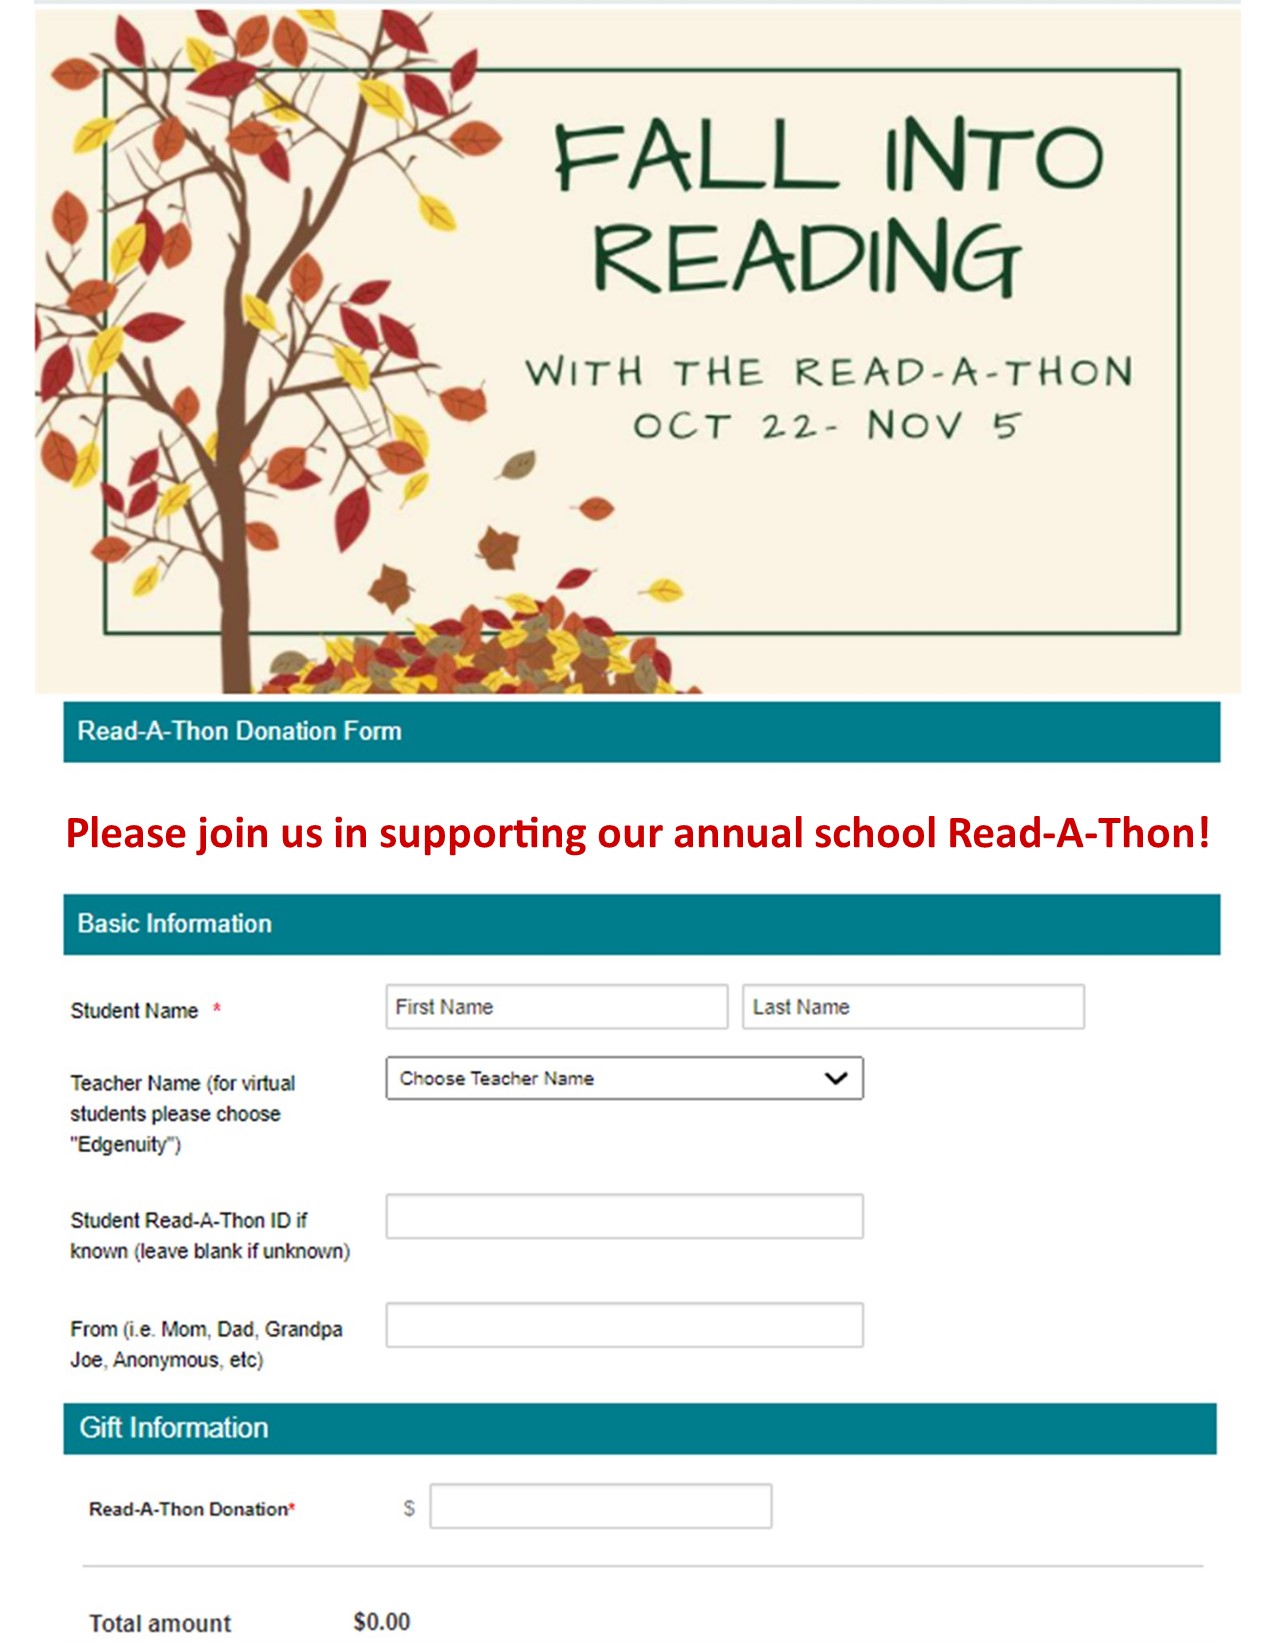 FALL INTO
READING
WITH THE READ-A-THON
OCT 22- NOV 5
Read-A-Thon Donation Form
Please join us in supporting our annual school Read-A-Thon!
Basic Information
Student Name * First Name Last Name
Teacher Name (for virtual Choose Teacher Name
students please choose
"Edgenuity")
Student Read-A-Thon ID if
known (leave blank if unknown)
From (i.e. Mom, Dad, Grandpa
Joe, Anonymous, etc)
Gift Information
Read-A-Thon Donation* $
Total amount $0.00